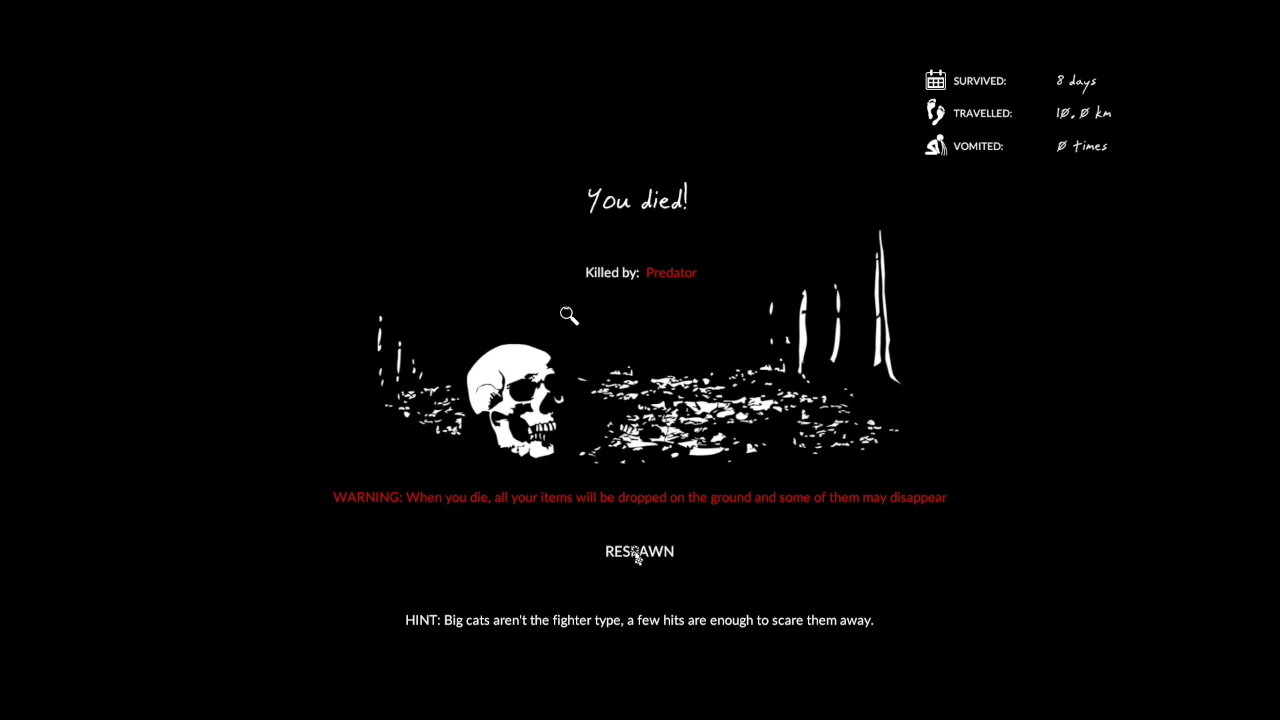 SURVIVED: 8 days
TRAVELLED: 10.0 km
VOMITED: 0 times
You died!
Killed by: Predator
WARNING: When you die, all your items will be dropped on the ground and some of them may disappear
RESPAWN
HINT: Big cats aren't the fighter type, a few hits are enough to scare them away.